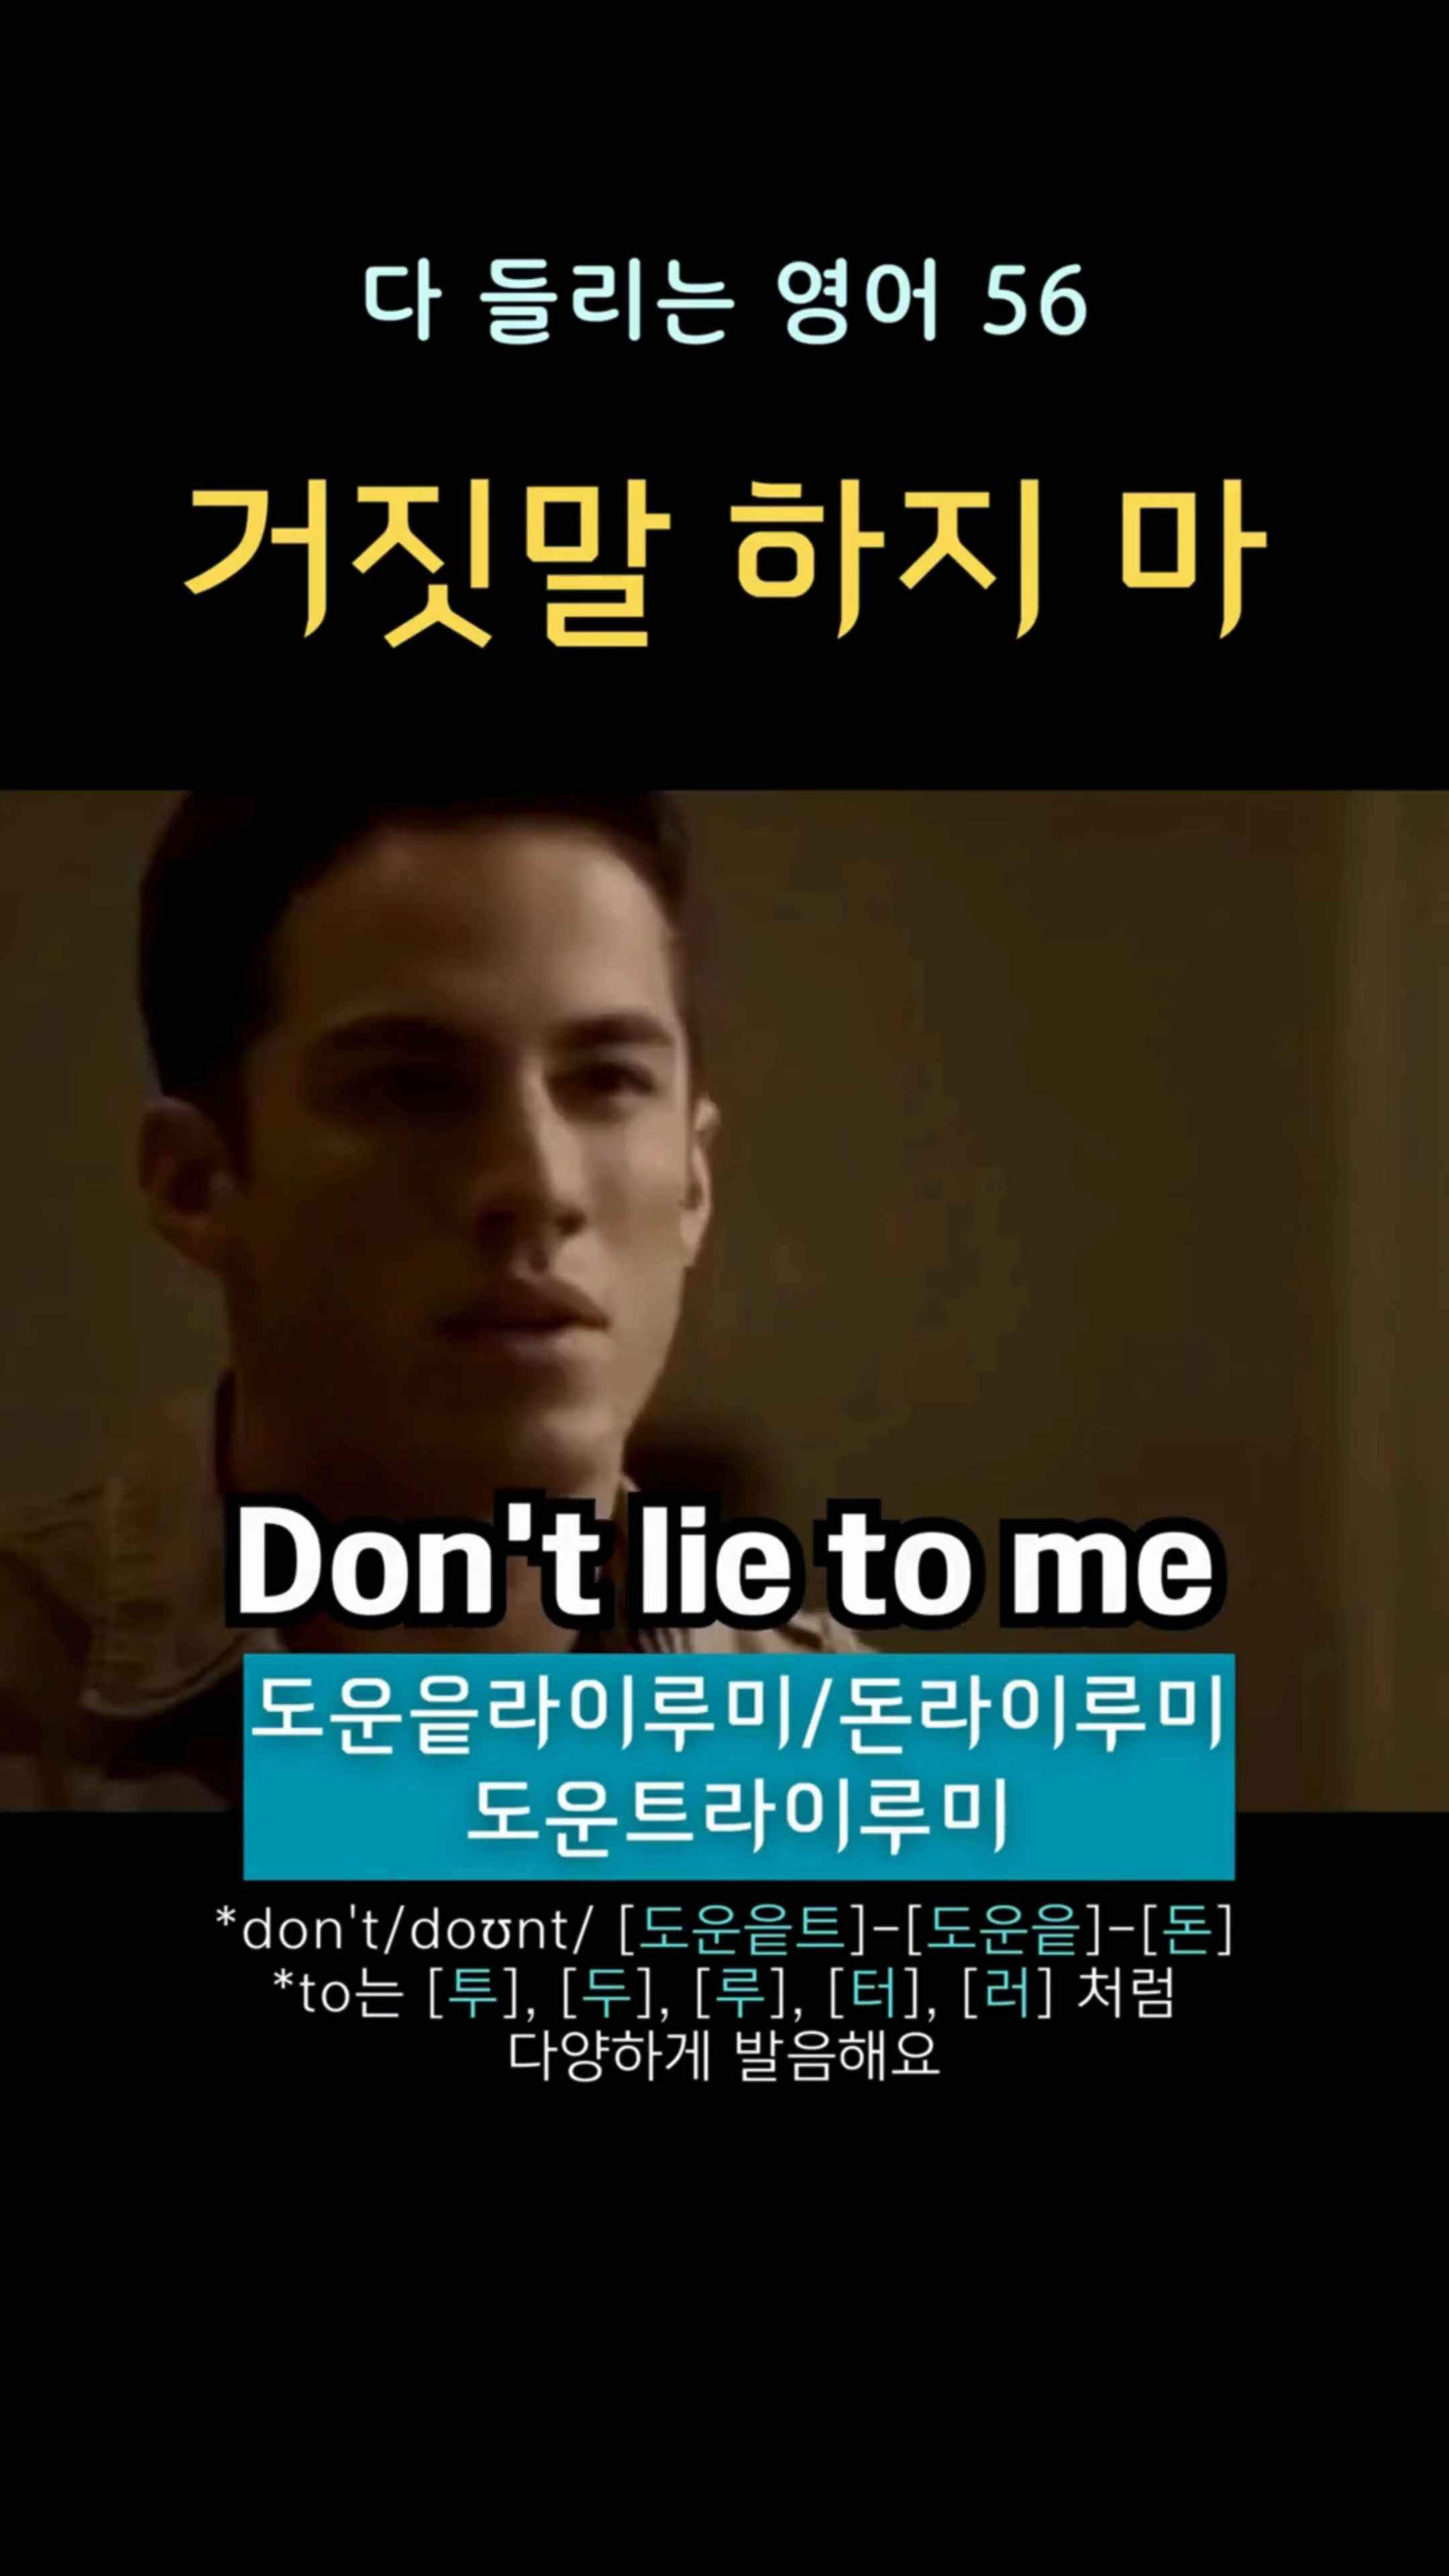 다 들리는 영어 56
거짓말 하지 마
Don't lie to me
도운읕라이루미/돈라이루미
도운트라이루미
*don't/doʊnt/ [도운읕트]-[도운읕]-[돈]
*to는 [투], [두], [루], [터], [러] 처럼
다양하게 발음해요